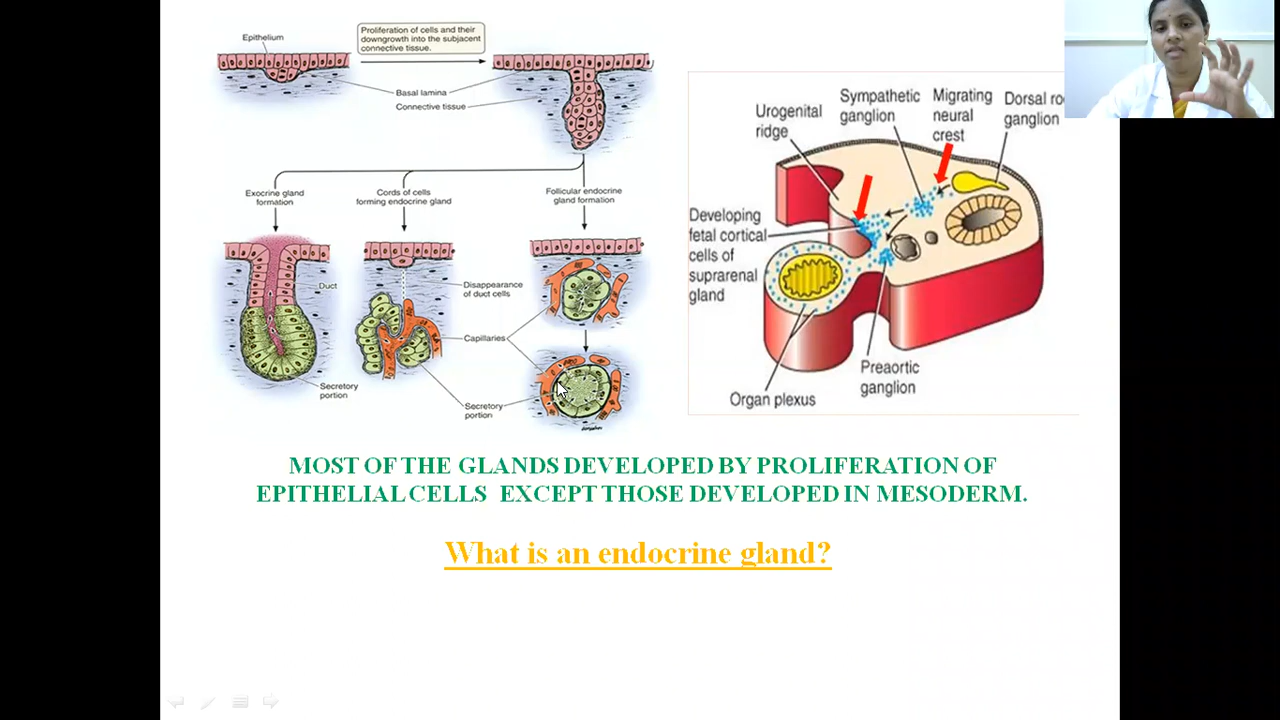 Epithelium
Proliferation of cells and their
downgrowth into the subjacent
connective tissue.
Basal lamina
Connective tissue
Exocrine gland
formation
Cords of cells
forming endocrine gland
Follicular endocrine
gland formation
Duct
Disappearance
of duct cells
Capillaries
Secretory
portion
Secretory
portion
Urogenital
ridge
Sympathetic
ganglion
Migrating
neural
crest
Dorsal ro
ganglion
Developing
fetal cortical
cells of
suprarenal
gland
Preaortic
ganglion
Organ plexus
MOST OF THE GLANDS DEVELOPED BY PROLIFERATION OF
EPITHELIAL CELLS EXCEPT THOSE DEVELOPED IN MESODERM.
What is an endocrine gland?